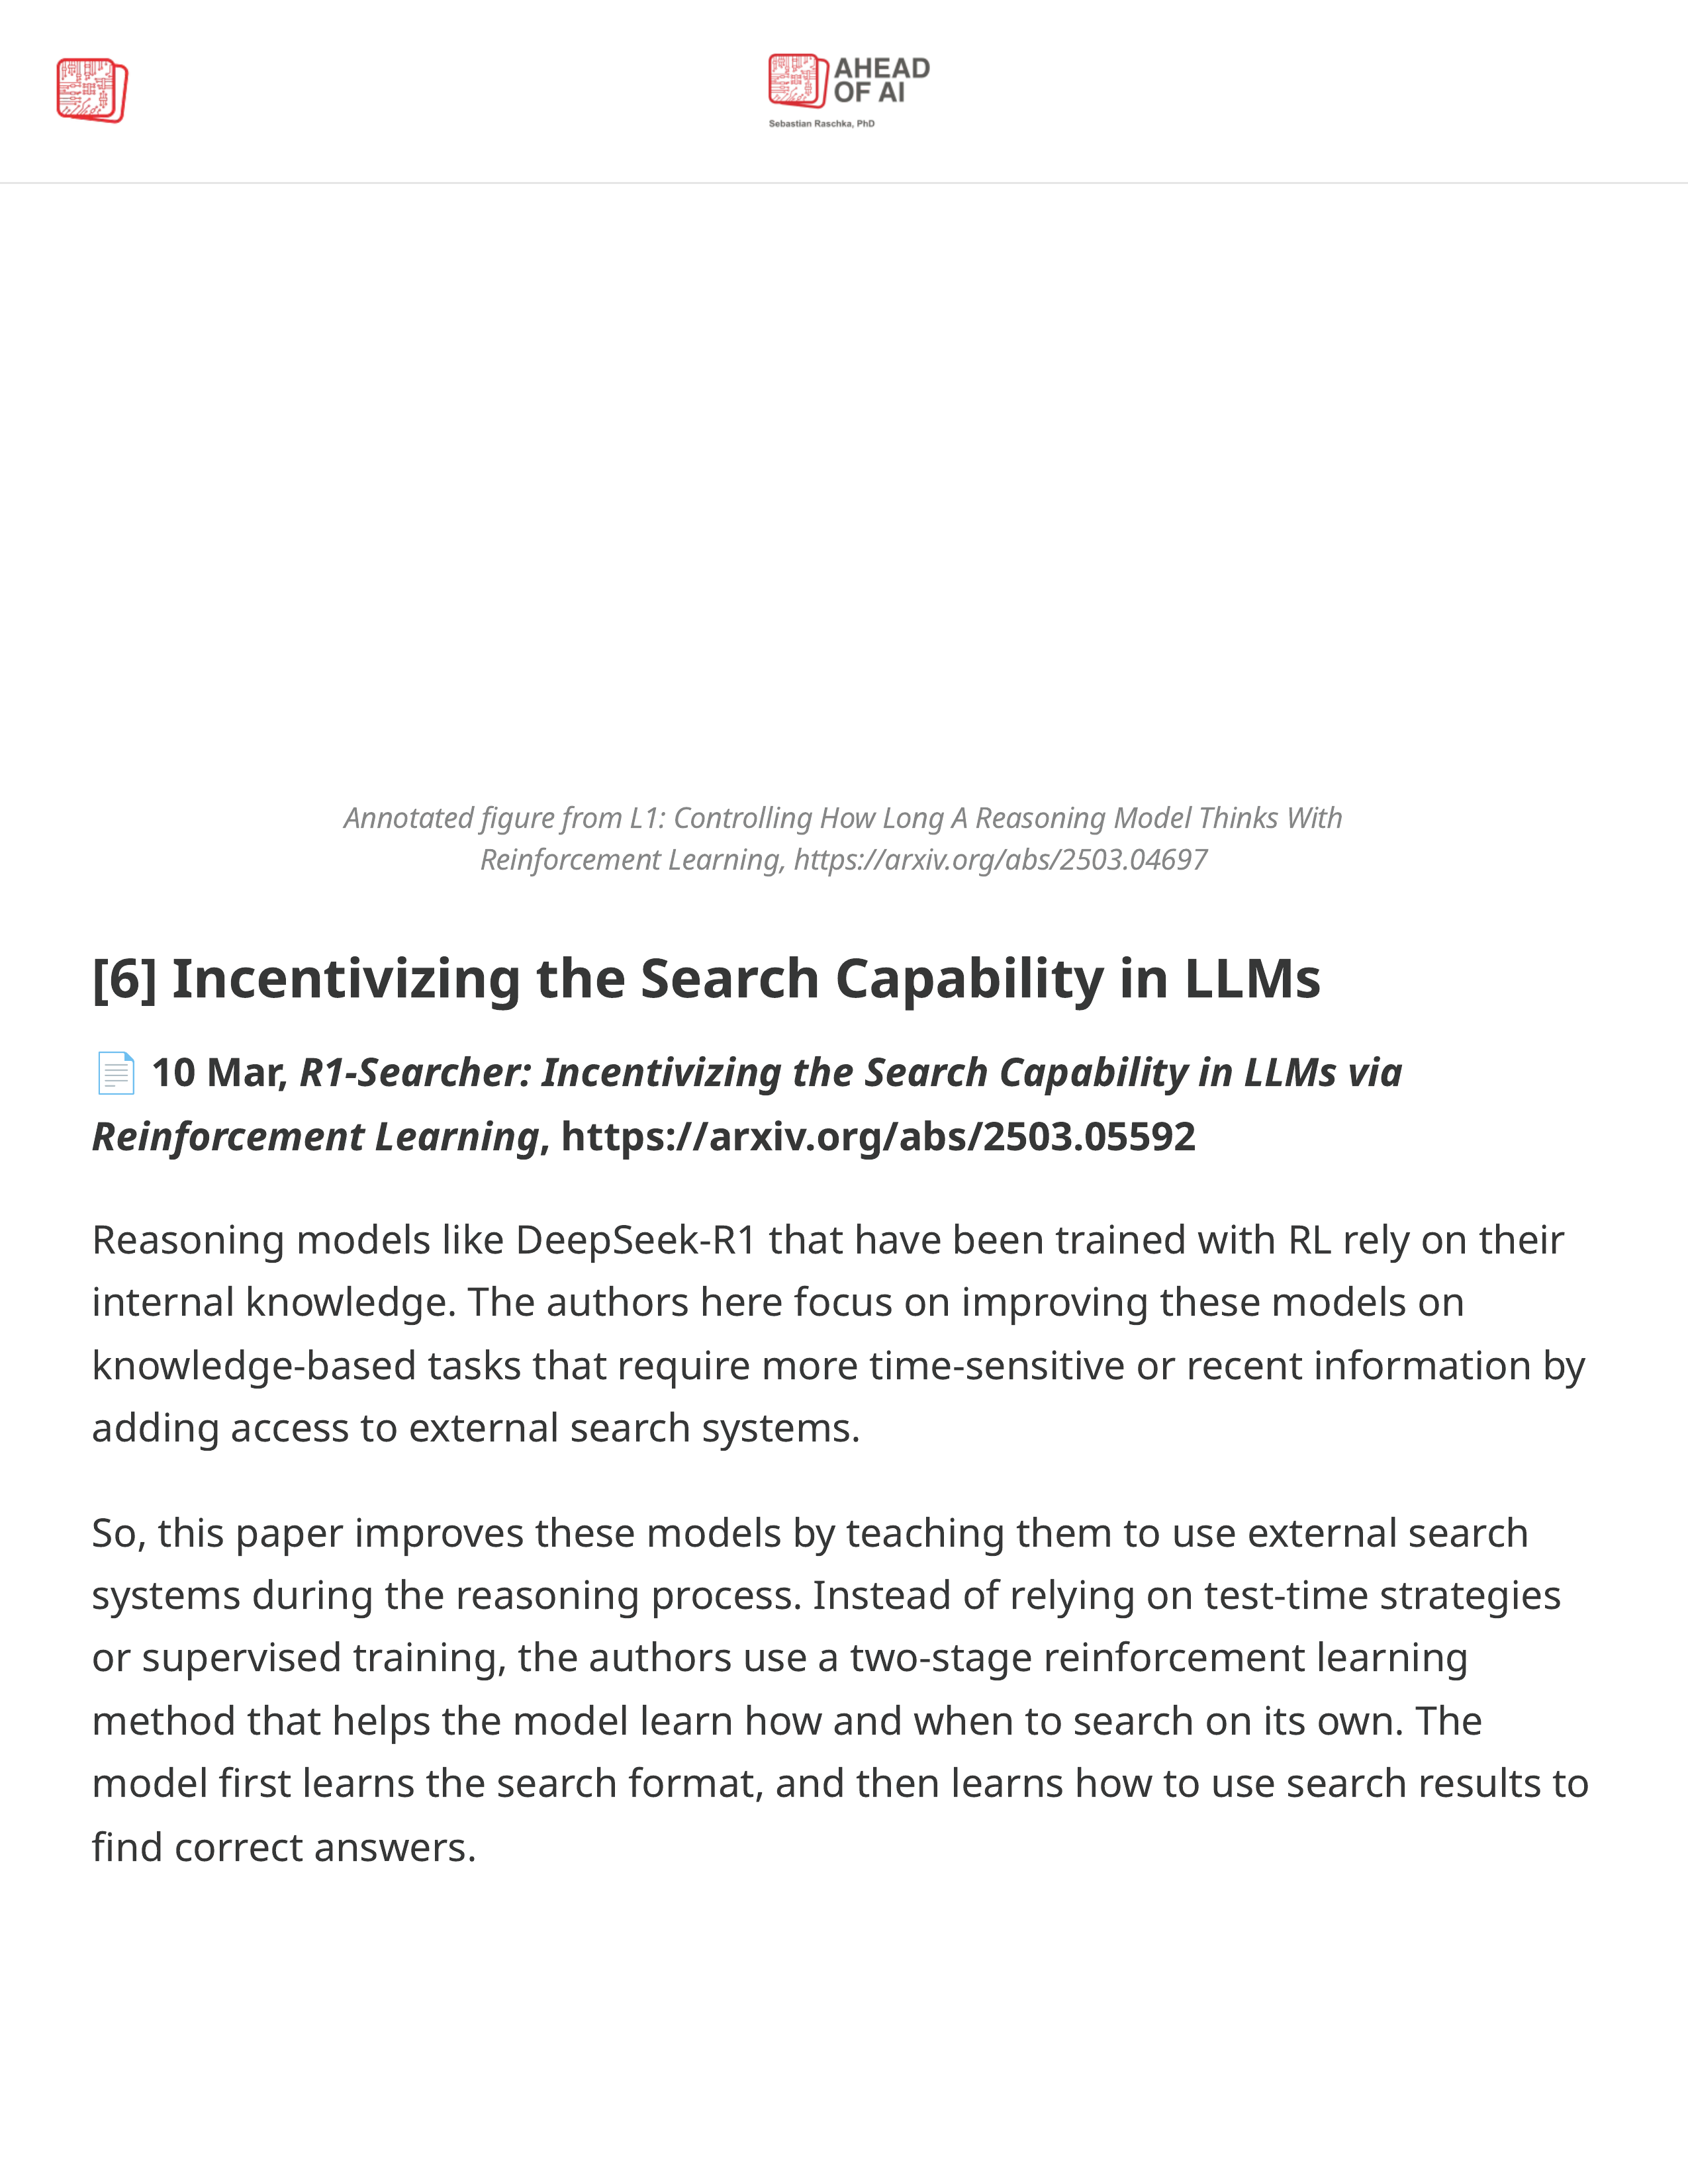 AHEAD
OF AI
Sebastian Raschka, PhD
Annotated figure from L1: Controlling How Long A Reasoning Model Thinks With
Reinforcement Learning, https://arxiv.org/abs/2503.04697
[6] Incentivizing the Search Capability in LLMs
📄 10 Mar, R1-Searcher: Incentivizing the Search Capability in LLMs via
Reinforcement Learning, https://arxiv.org/abs/2503.05592
Reasoning models like DeepSeek-R1 that have been trained with RL rely on their
internal knowledge. The authors here focus on improving these models on
knowledge-based tasks that require more time-sensitive or recent information by
adding access to external search systems.
So, this paper improves these models by teaching them to use external search
systems during the reasoning process. Instead of relying on test-time strategies
or supervised training, the authors use a two-stage reinforcement learning
method that helps the model learn how and when to search on its own. The
model first learns the search format, and then learns how to use search results to
find correct answers.